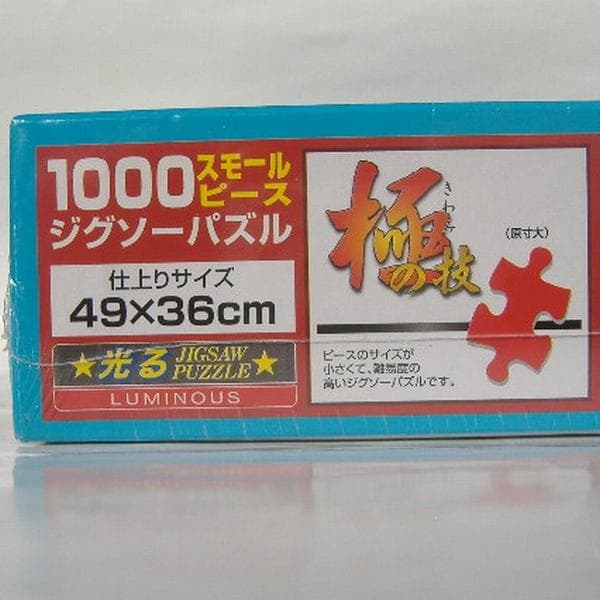 1000スモール
ピース
ジグソーパズル
仕上りサイズ
49×36cm
★光る JIGSAW PUZZLE★
LUMINOUS
きわみ
極の技
(原寸大)
ピースのサイズが
小さくて、難易度の
高いジグソーパズルです。